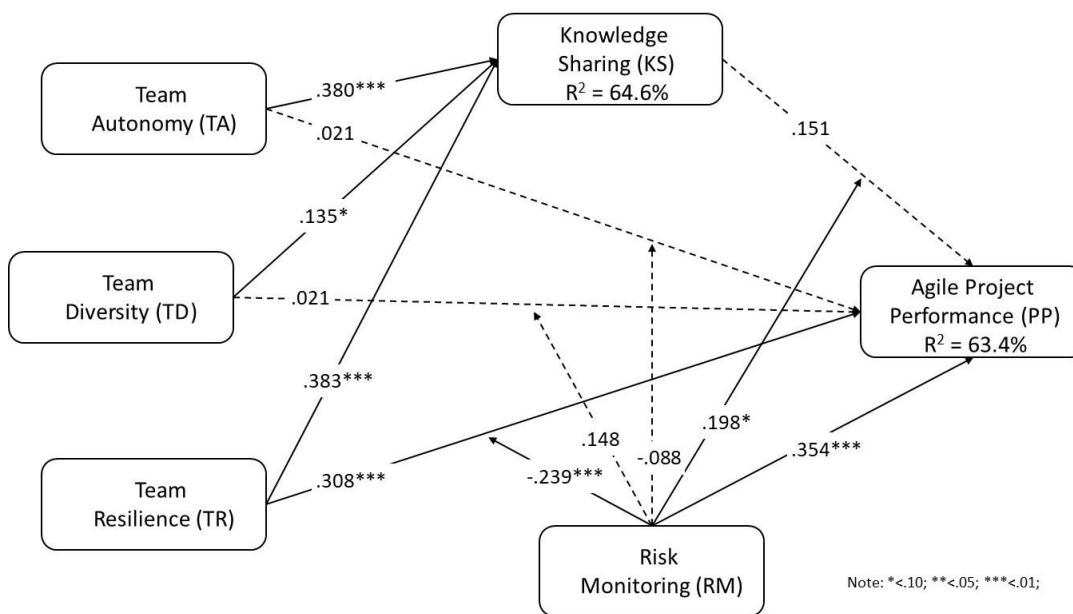 Knowledge
Sharing (KS)
R² = 64.6%
Team
Autonomy (TA)
.380***
.021
.151
.135*
Team
Diversity (TD)
.021
Agile Project
Performance (PP)
R² = 63.4%
.383***
.148
-.088
.198*
.354***
Team
Resilience (TR)
.308***
-.239***
Risk
Monitoring (RM)
Note: *<.10; **<.05; ***<.01;